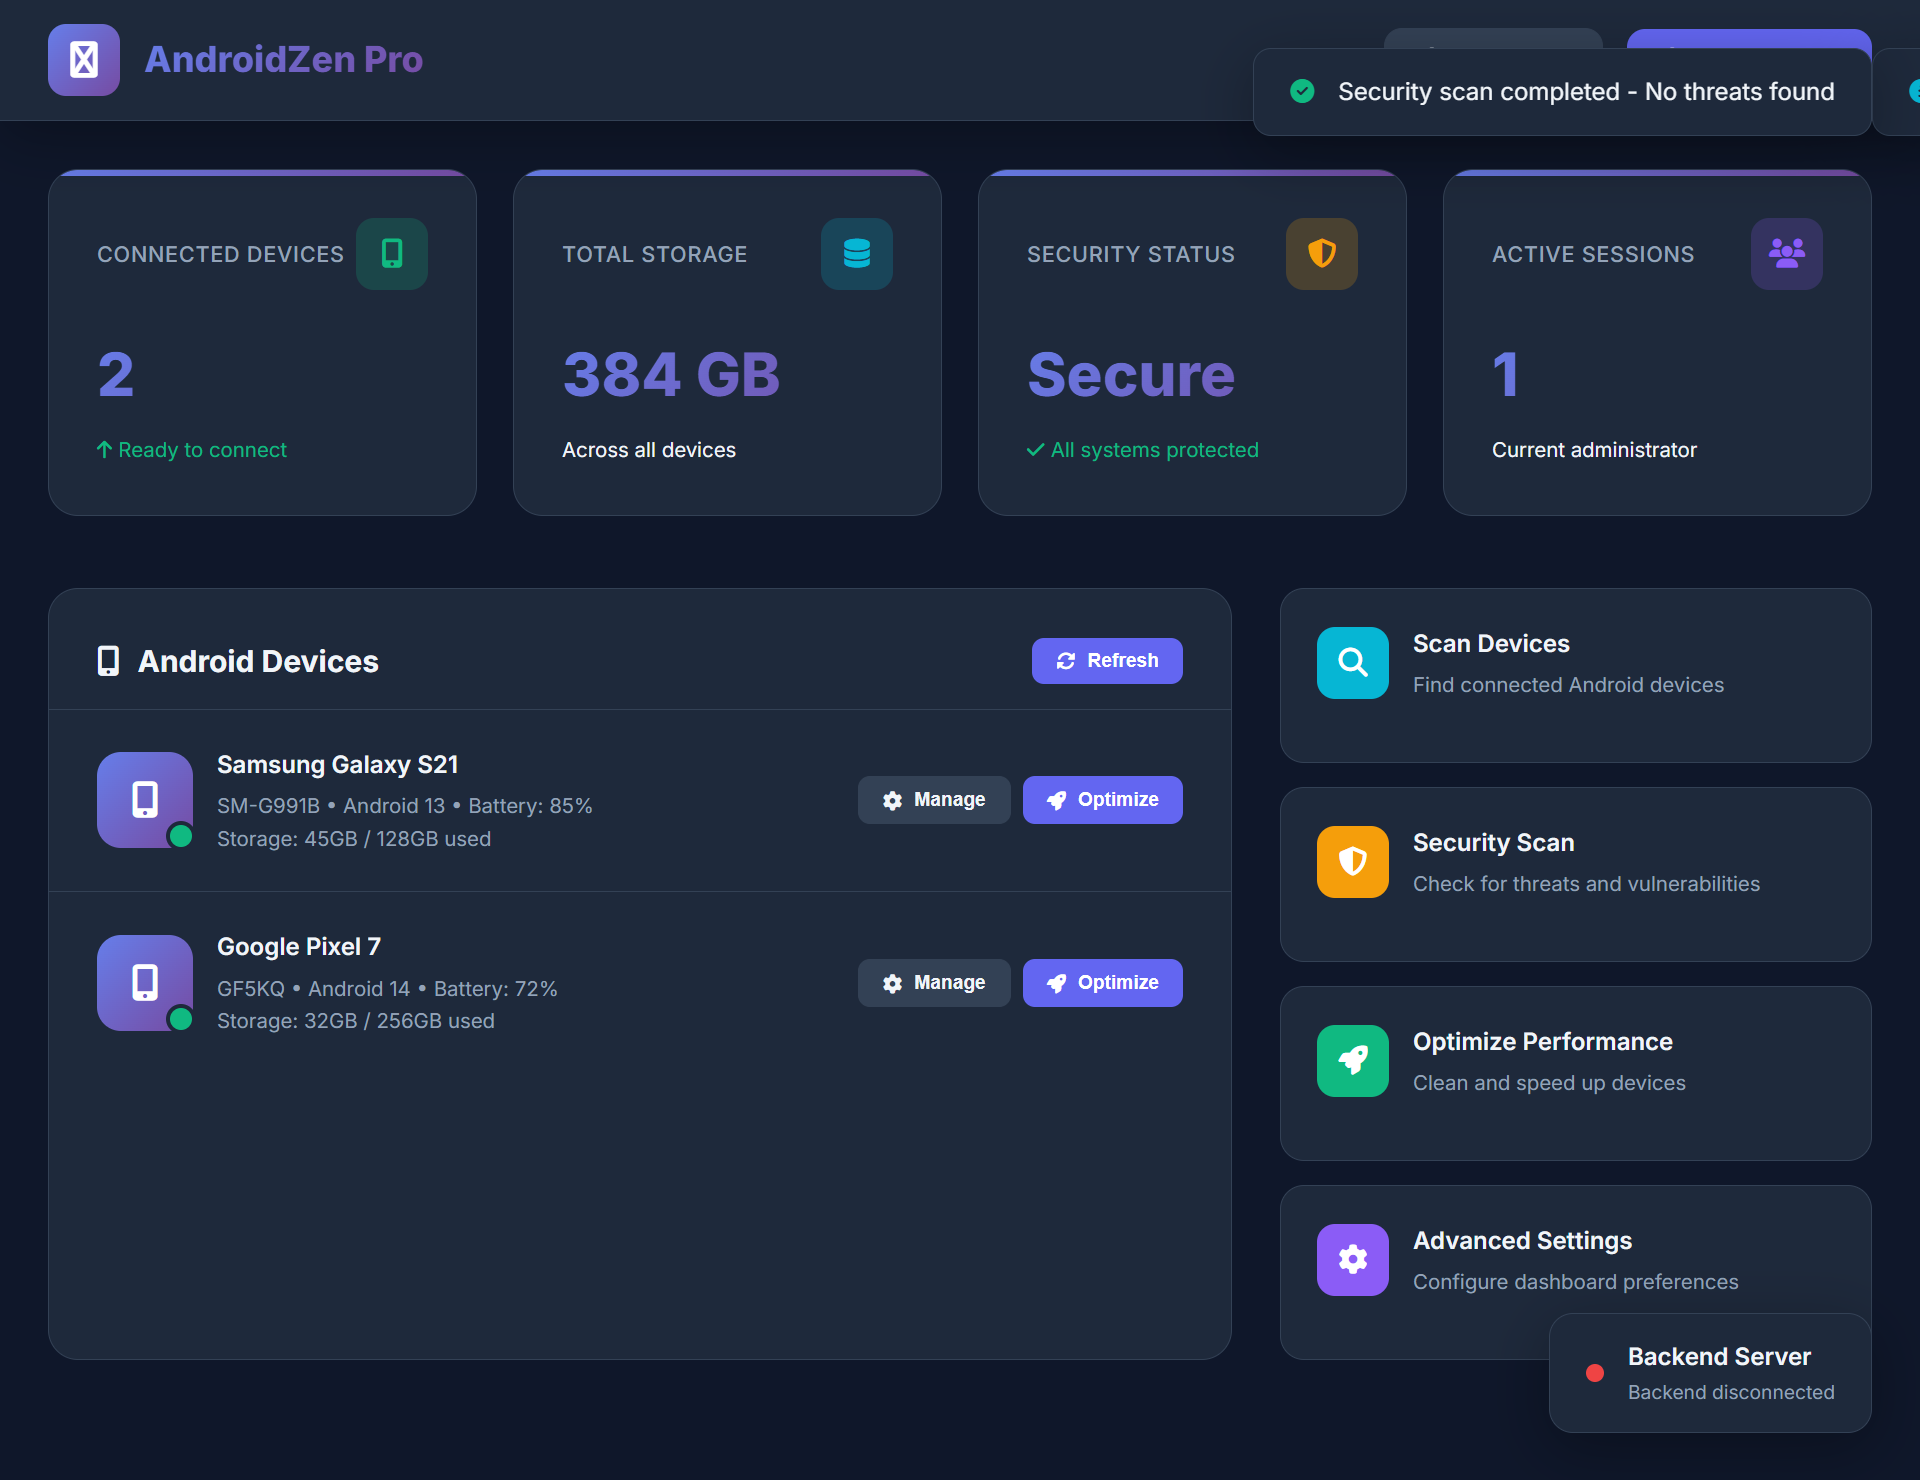 AndroidZen Pro
Security scan completed - No threats found
CONNECTED DEVICES
2
Ready to connect
TOTAL STORAGE
384 GB
Across all devices
SECURITY STATUS
Secure
All systems protected
ACTIVE SESSIONS
1
Current administrator
Android Devices
Refresh
Samsung Galaxy S21
SM-G991B • Android 13 • Battery: 85%
Storage: 45GB / 128GB used
Manage
Optimize
Google Pixel 7
GF5KQ • Android 14 • Battery: 72%
Storage: 32GB / 256GB used
Manage
Optimize
Scan Devices
Find connected Android devices
Security Scan
Check for threats and vulnerabilities
Optimize Performance
Clean and speed up devices
Advanced Settings
Configure dashboard preferences
Backend Server
Backend disconnected